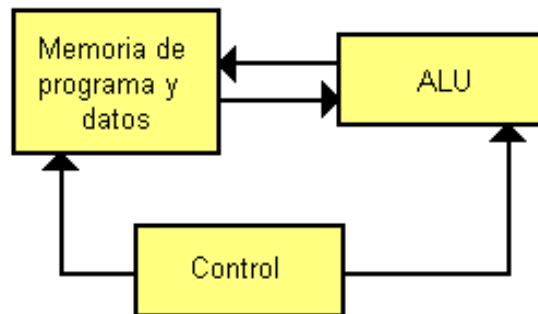 Memoria de
programa y
datos
ALU
Control